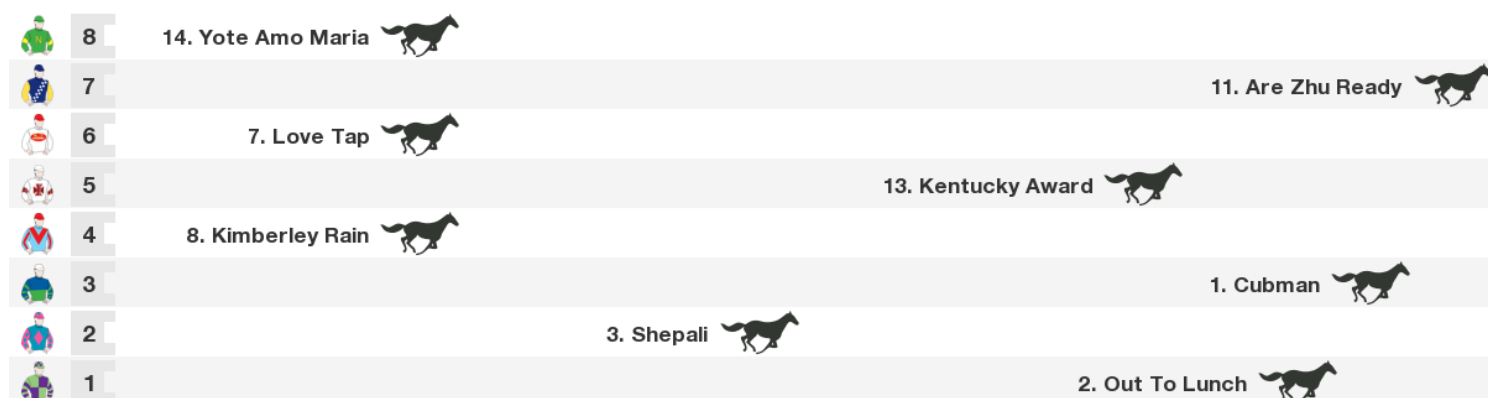 8 14. Yote Amo Maria
7 11. Are Zhu Ready
6 7. Love Tap
5 13. Kentucky Award
4 8. Kimberley Rain
3 1. Cubman
2 3. Shepali
1 2. Out To Lunch